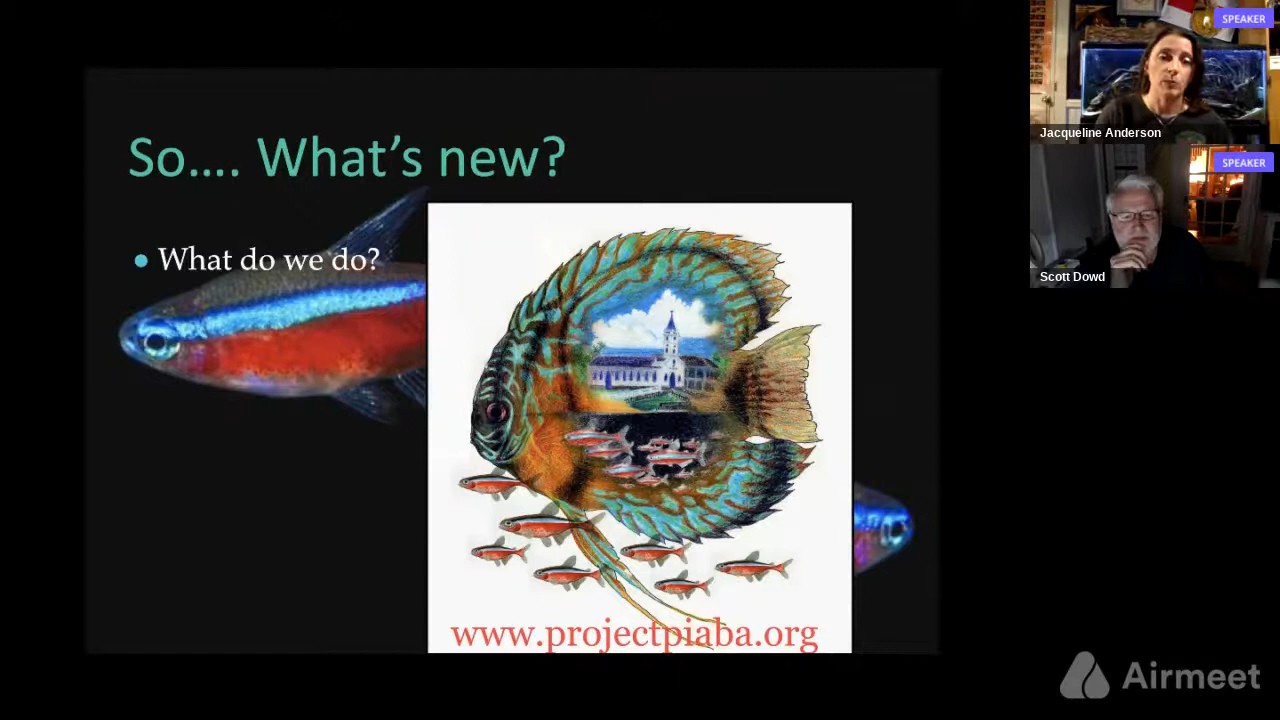 So…. What's new?
What do we do?
www.projectpiaba.org
SPEAKER
Jacqueline Anderson
SPEAKER
Scott Dowd
Airmeet